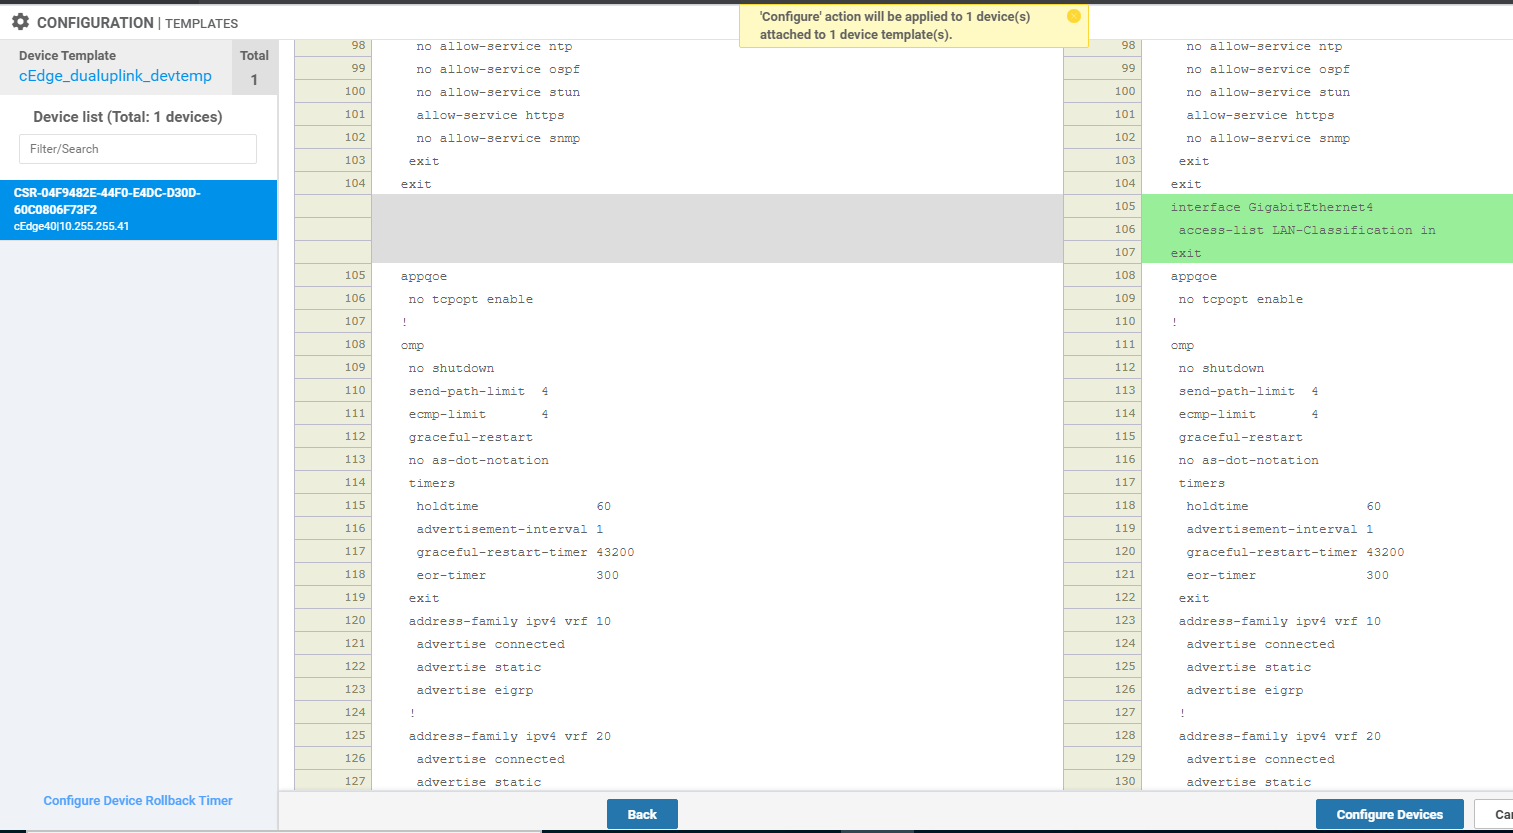 CONFIGURATION | TEMPLATES
'Configure' action will be applied to 1 device(s)
attached to 1 device template(s).
Device Template
cEdge_dualuplink_devtemp
Total
1
Device list (Total: 1 devices)
Filter/Search
CSR-04F9482E-44F0-E4DC-D30D-
60C0806F73F2
cEdge40|10.255.255.41
Configure Device Rollback Timer
98 no allow-service ntp
99 no allow-service ospf
100 no allow-service stun
101 allow-service https
102 no allow-service snmp
103 exit
104 exit
105 appqoe
106 no tcpopt enable
107 !
108 omp
109 no shutdown
110 send-path-limit 4
111 ecmp-limit 4
112 graceful-restart
113 no as-dot-notation
114 timers
115 holdtime 60
116 advertisement-interval 1
117 graceful-restart-timer 43200
118 eor-timer 300
119 exit
120 address-family ipv4 vrf 10
121 advertise connected
122 advertise static
123 advertise eigrp
124 !
125 address-family ipv4 vrf 20
126 advertise connected
127 advertise static
98 no allow-service ntp
99 no allow-service ospf
100 no allow-service stun
101 allow-service https
102 no allow-service snmp
103 exit
104 exit
105 interface GigabitEthernet4
106 access-list LAN-Classification in
107 exit
108 appqoe
109 no tcpopt enable
110 !
111 omp
112 no shutdown
113 send-path-limit 4
114 ecmp-limit 4
115 graceful-restart
116 no as-dot-notation
117 timers
118 holdtime 60
119 advertisement-interval 1
120 graceful-restart-timer 43200
121 eor-timer 300
122 exit
123 address-family ipv4 vrf 10
124 advertise connected
125 advertise static
126 advertise eigrp
127 !
128 address-family ipv4 vrf 20
129 advertise connected
130 advertise static
Back
Configure Devices